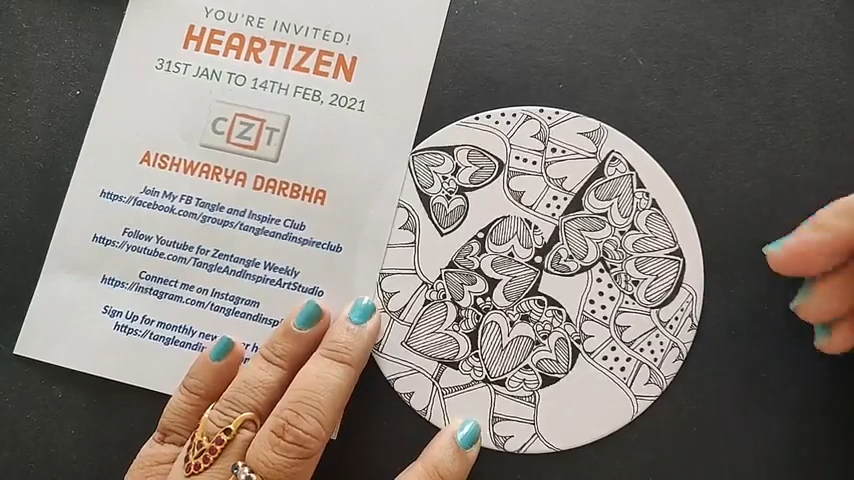 YOU'RE INVITED!
HEARTIZEN
31ST JAN TO 14TH FEB, 2021
CZT
AISHWARYA DARBHA
Join My FB Tangle and Inspire Club
https://facebook.com/groups/tangleandinspireclub
Follow Youtube for Zentangle Weekly
https://youtube.com/TangleAndInspireArtStudio
Connect me on Instagram
https://instagram.com/tangleandinsp
Sign Up for monthly
https://tangleandi